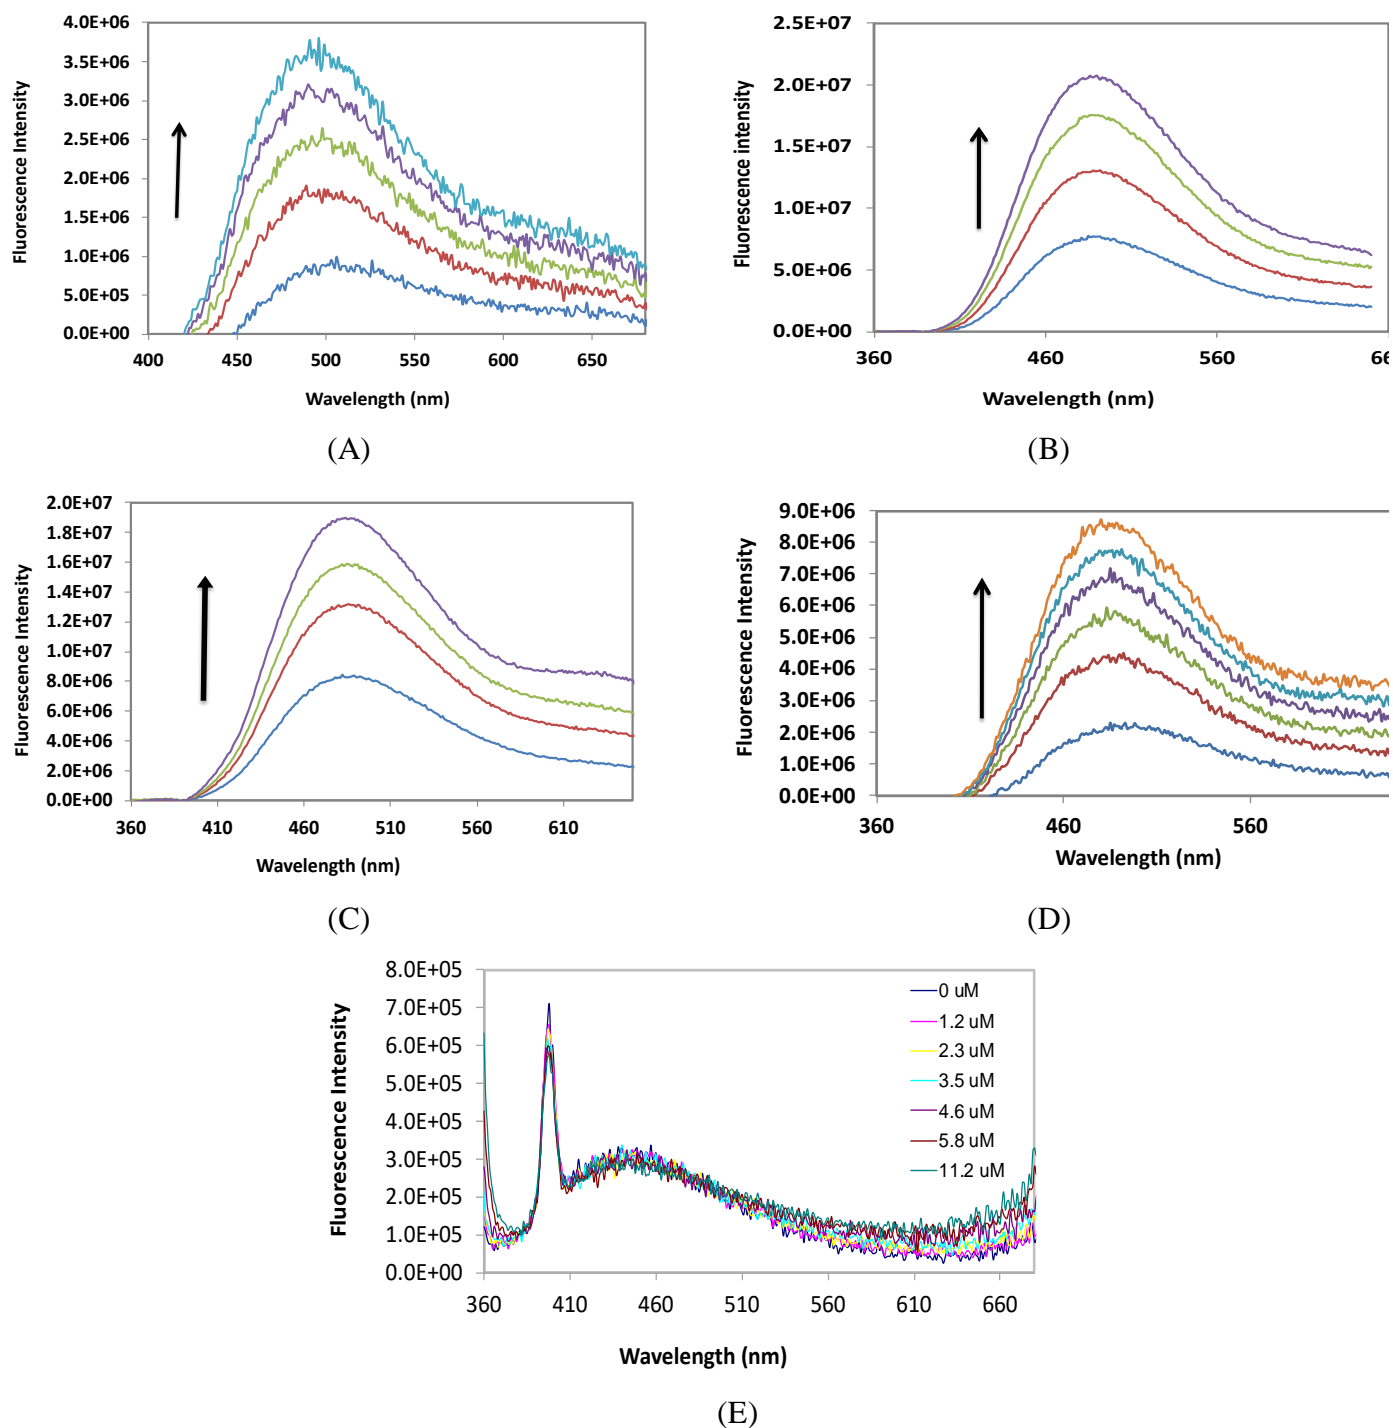 4.0E+06
3.5E+06
3.0E+06
2.5E+06
2.0E+06
1.5E+06
1.0E+06
5.0E+05
0.0E+00
400 450 500 550 600 650
Fluorescence Intensity
Wavelength (nm)
(A)
2.5E+07
2.0E+07
1.5E+07
1.0E+07
5.0E+06
0.0E+00
360 460 560 66
Fluorescence intensity
Wavelength (nm)
(B)
2.0E+07
1.8E+07
1.6E+07
1.4E+07
1.2E+07
1.0E+07
8.0E+06
6.0E+06
4.0E+06
2.0E+06
0.0E+00
360 410 460 510 560 610
Fluorescence Intensity
Wavelength (nm)
(C)
9.0E+06
8.0E+06
7.0E+06
6.0E+06
5.0E+06
4.0E+06
3.0E+06
2.0E+06
1.0E+06
0.0E+00
360 460 560
Fluorescence Intensity
Wavelength (nm)
(D)
8.0E+05
7.0E+05
6.0E+05
5.0E+05
4.0E+05
3.0E+05
2.0E+05
1.0E+05
0.0E+00
360 410 460 510 560 610 660
Fluorescence Intensity
Wavelength (nm)
0 uM
1.2 uM
2.3 uM
3.5 uM
4.6 uM
5.8 uM
11.2 uM
(E)